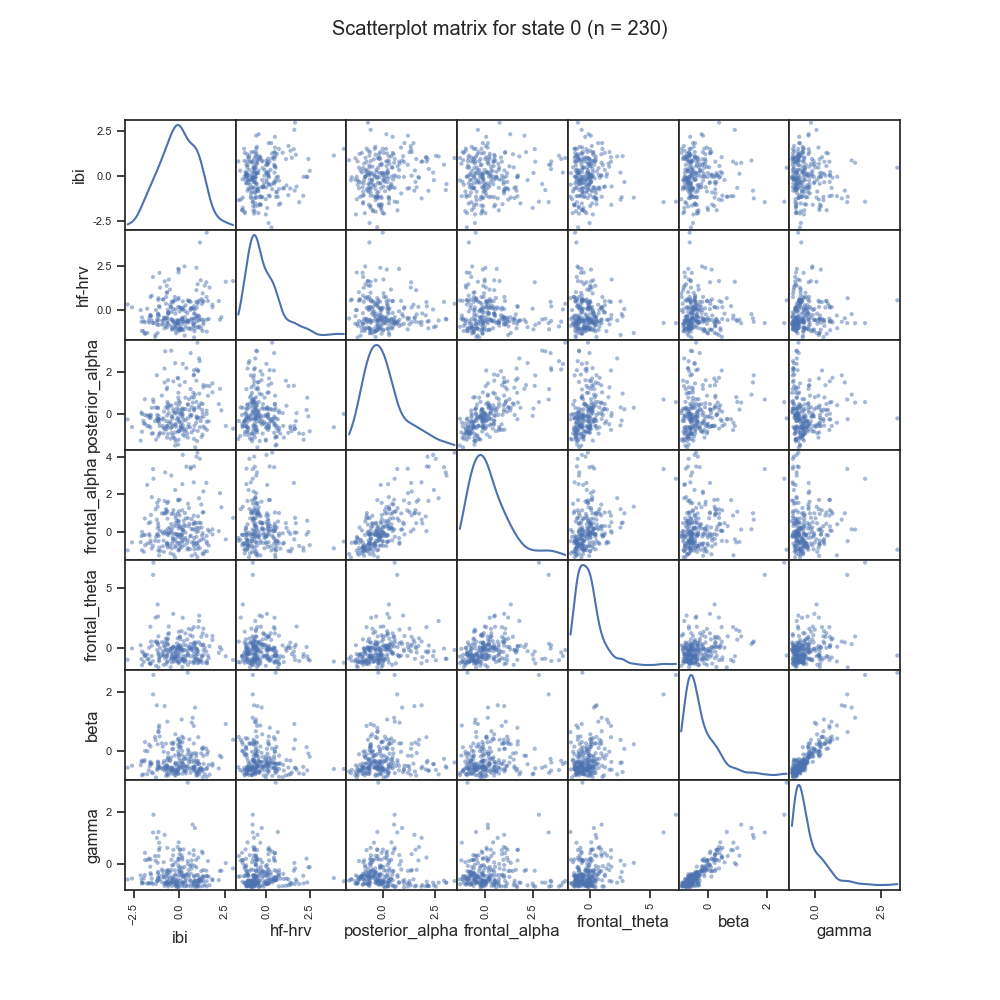 Scatterplot matrix for state 0 (n = 230)
ibi
2.5
0.0
-2.5
hf-hrv
2.5
0.0
posterior_alpha
2
0
frontal_alpha
4
2
0
frontal_theta
5
0
beta
2
0
gamma
2
0
−2.5 0.0 2.5 0.0 2.5 0.0 2.5 0.0 2.5 0 5 0 2 0.0 2.5
ibi hf-hrv posterior_alpha frontal_alpha frontal_theta beta gamma